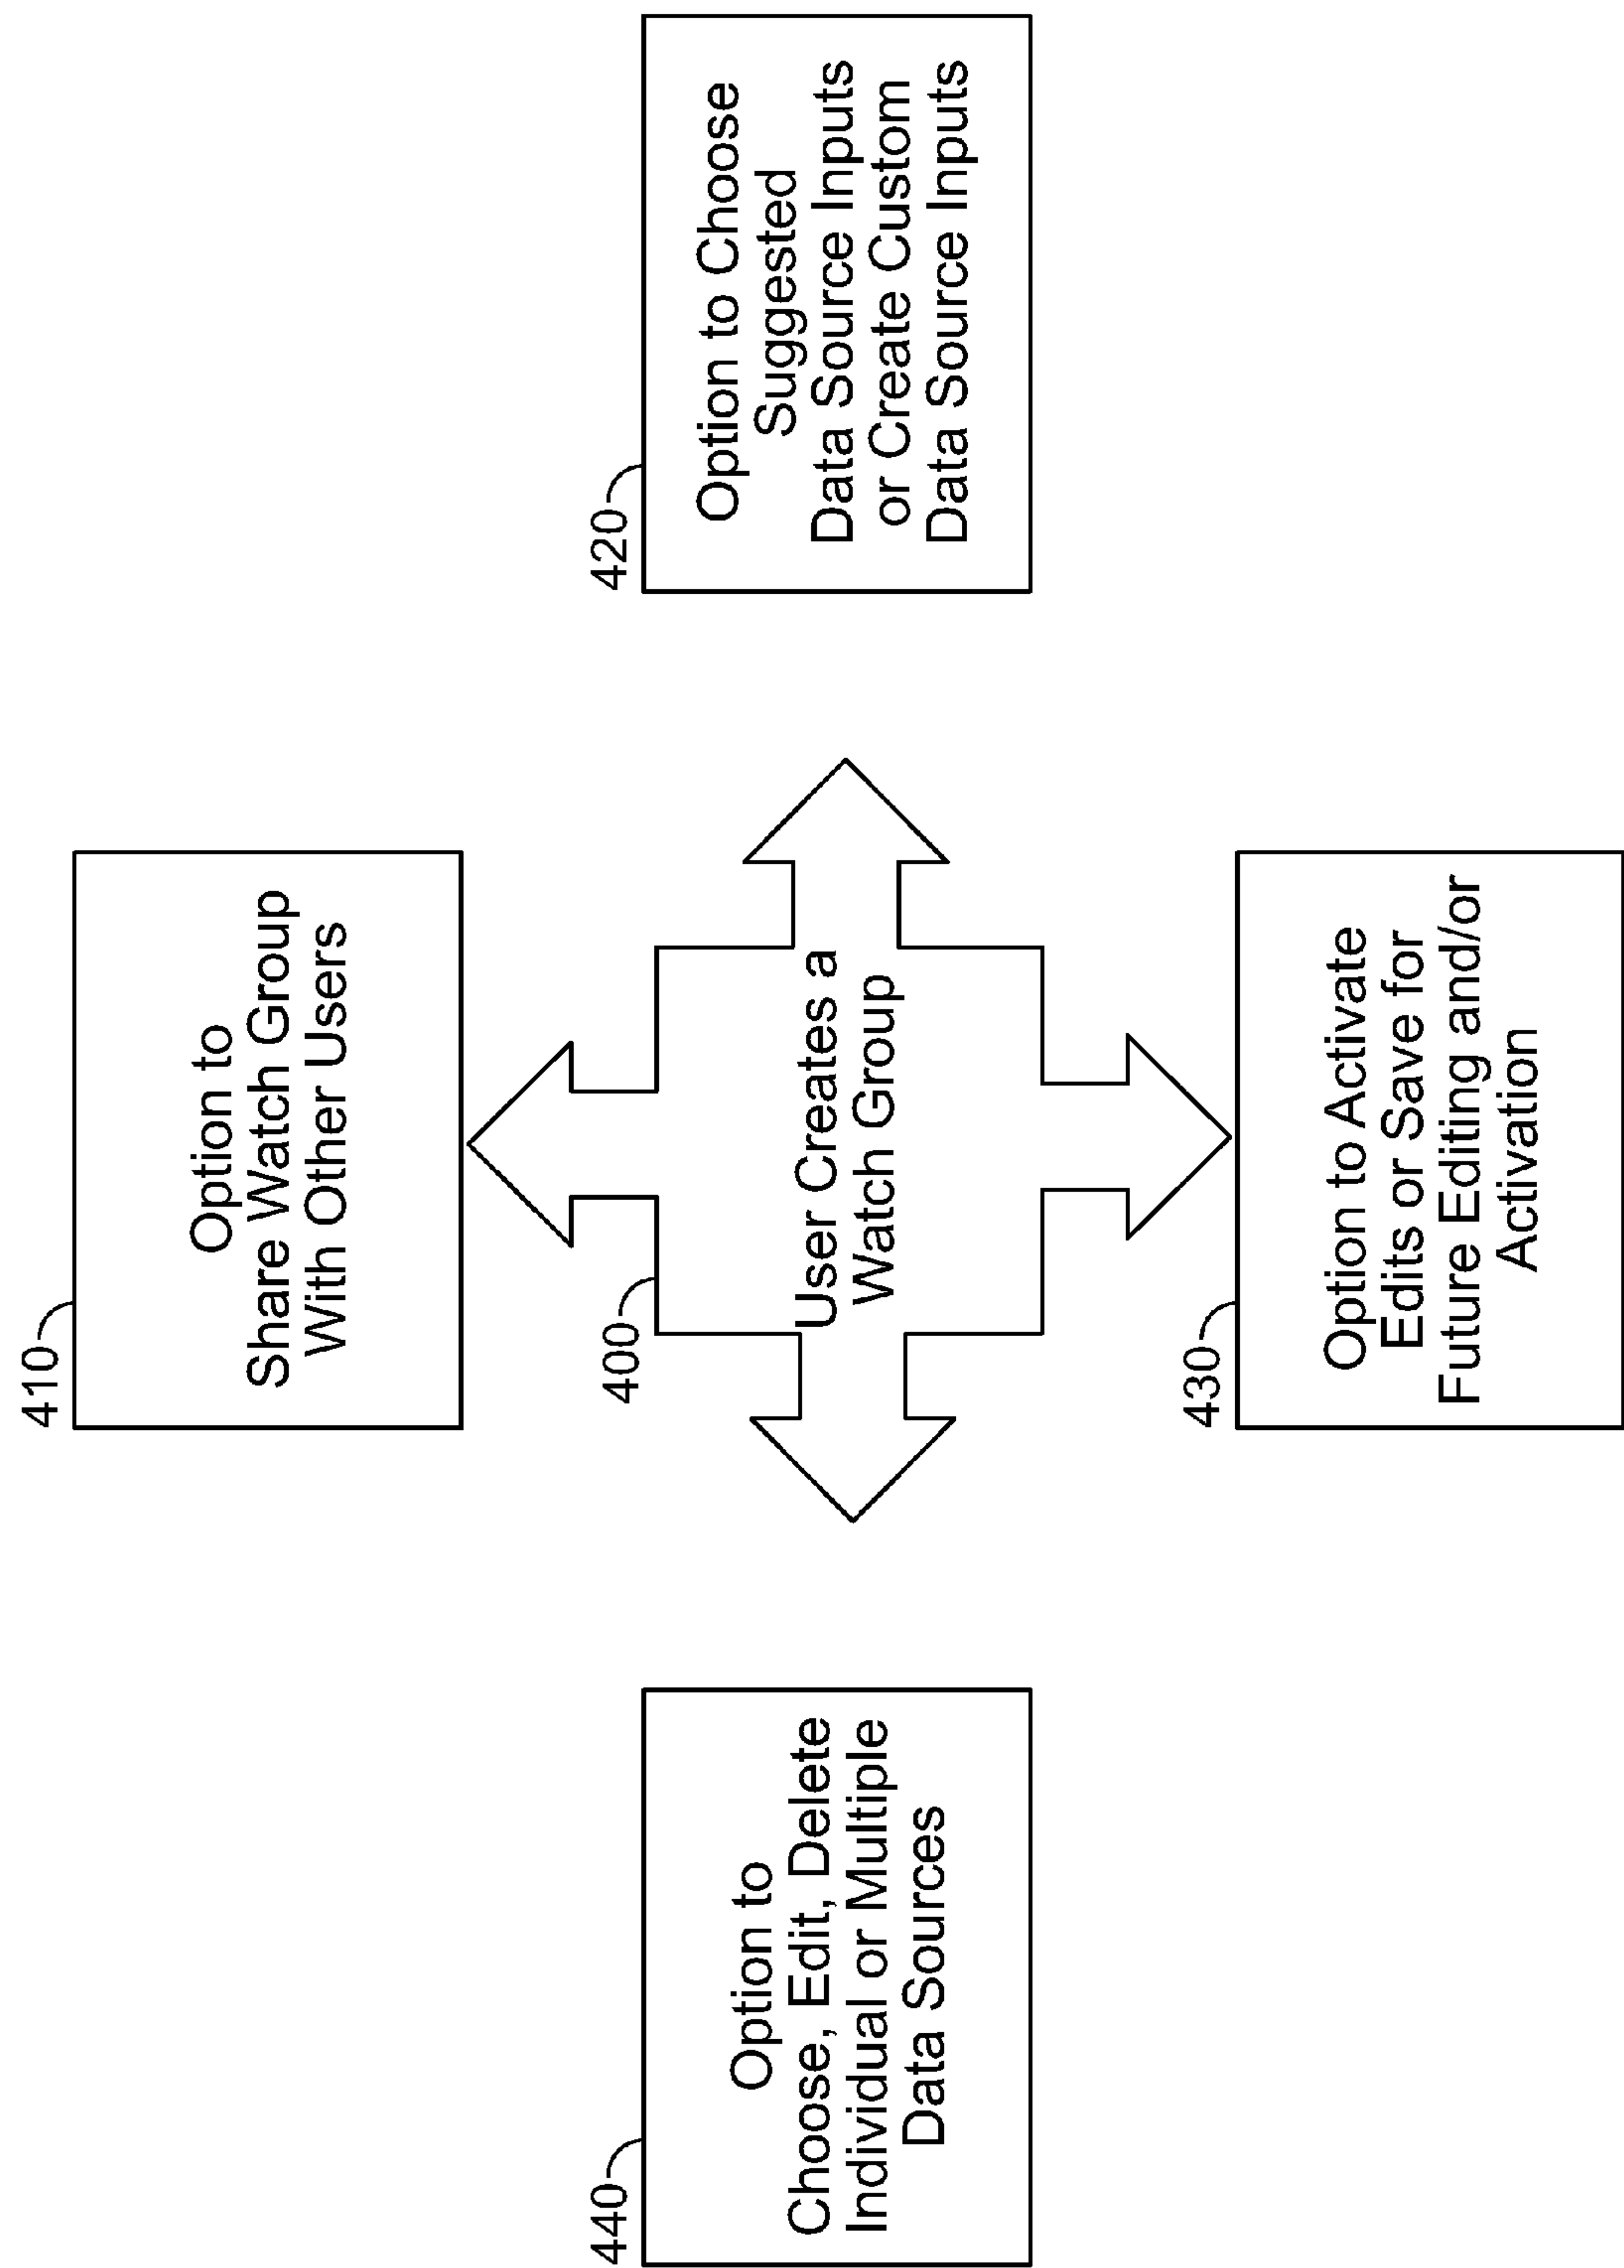 410
Option to
Share Watch Group
With Other Users
440
Option to
Choose, Edit, Delete
Individual or Multiple
Data Sources
400
User Creates a
Watch Group
420
Option to Choose
Suggested
Data Source Inputs
or Create Custom
Data Source Inputs
430
Option to Activate
Edits or Save for
Future Editing and/or
Activation